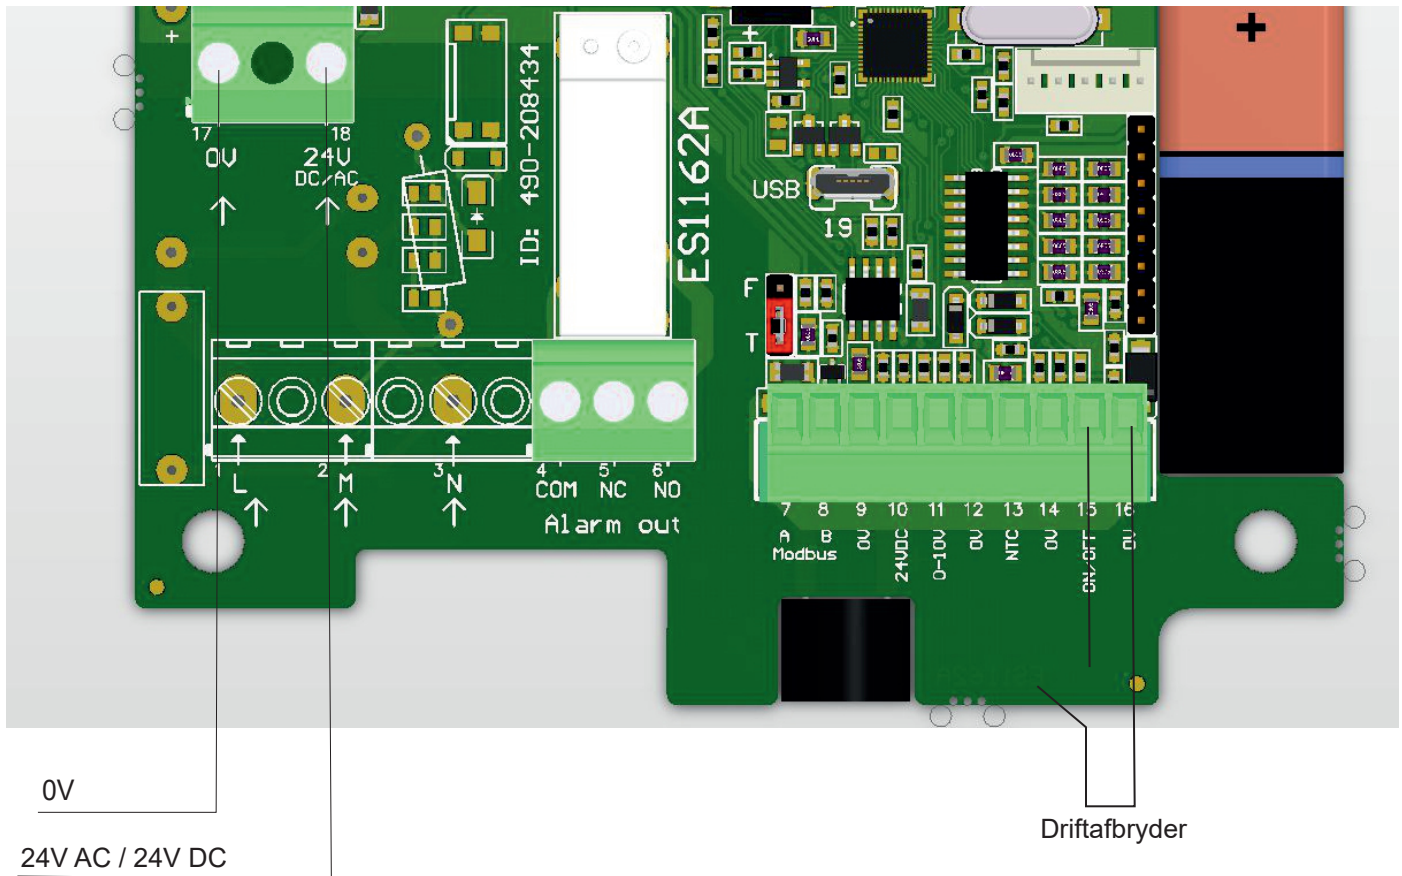 +
+
+
17 18
0V 24V
DC/AC
ID: 490-208434
ES1162A
USB
19
F
T
1 2 3 4 5 6
L M N COM NC NO
Alarm out
7 8 9 10 11 12 13 14 15 16
A B 0V 24VDC 0-10V 0V NTC 0V ON/OFF 0V
Modbus
0V
24V AC / 24V DC
Driftafbryder